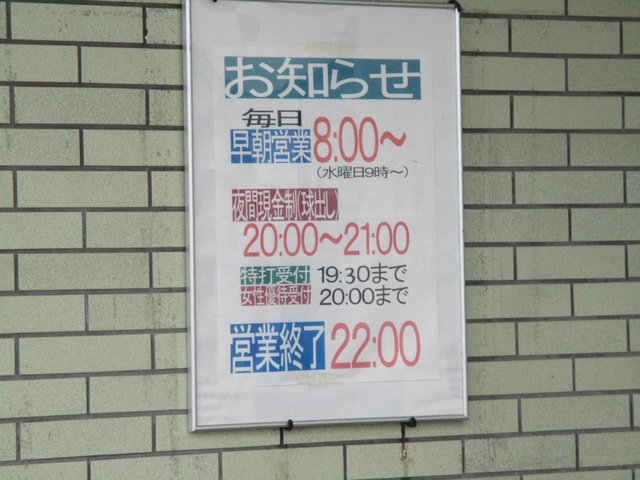 お知らせ
毎日
早朝営業 8:00～
(水曜日9時～)
夜間現金制(球出し)
20:00～21:00
特打受付 19:30まで
女性優待受付 20:00まで
営業終了 22:00